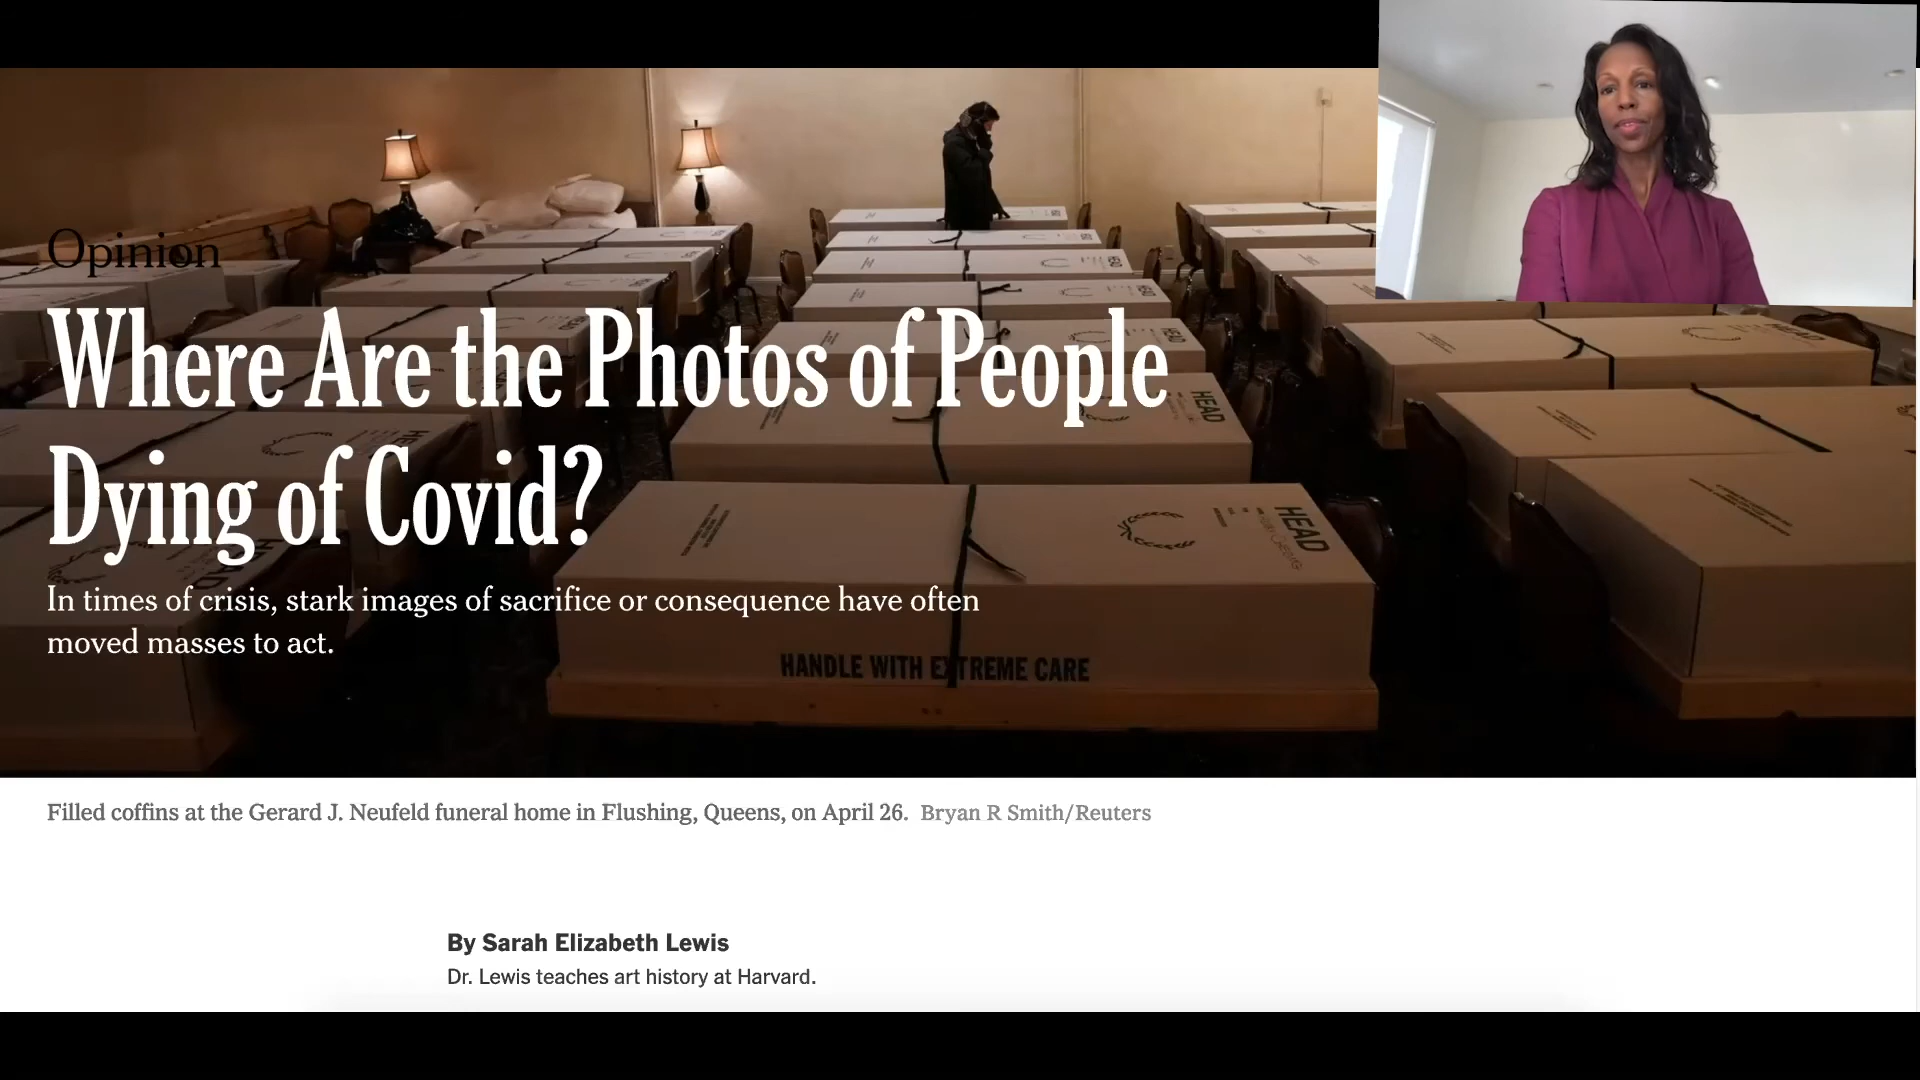 Opinion
Where Are the Photos of People
Dying of Covid?
In times of crisis, stark images of sacrifice or consequence have often
moved masses to act.
HEAD
HEAD
HEAD
HANDLE WITH EXTREME CARE
Filled coffins at the Gerard J. Neufeld funeral home in Flushing, Queens, on April 26. Bryan R Smith/Reuters
By Sarah Elizabeth Lewis
Dr. Lewis teaches art history at Harvard.